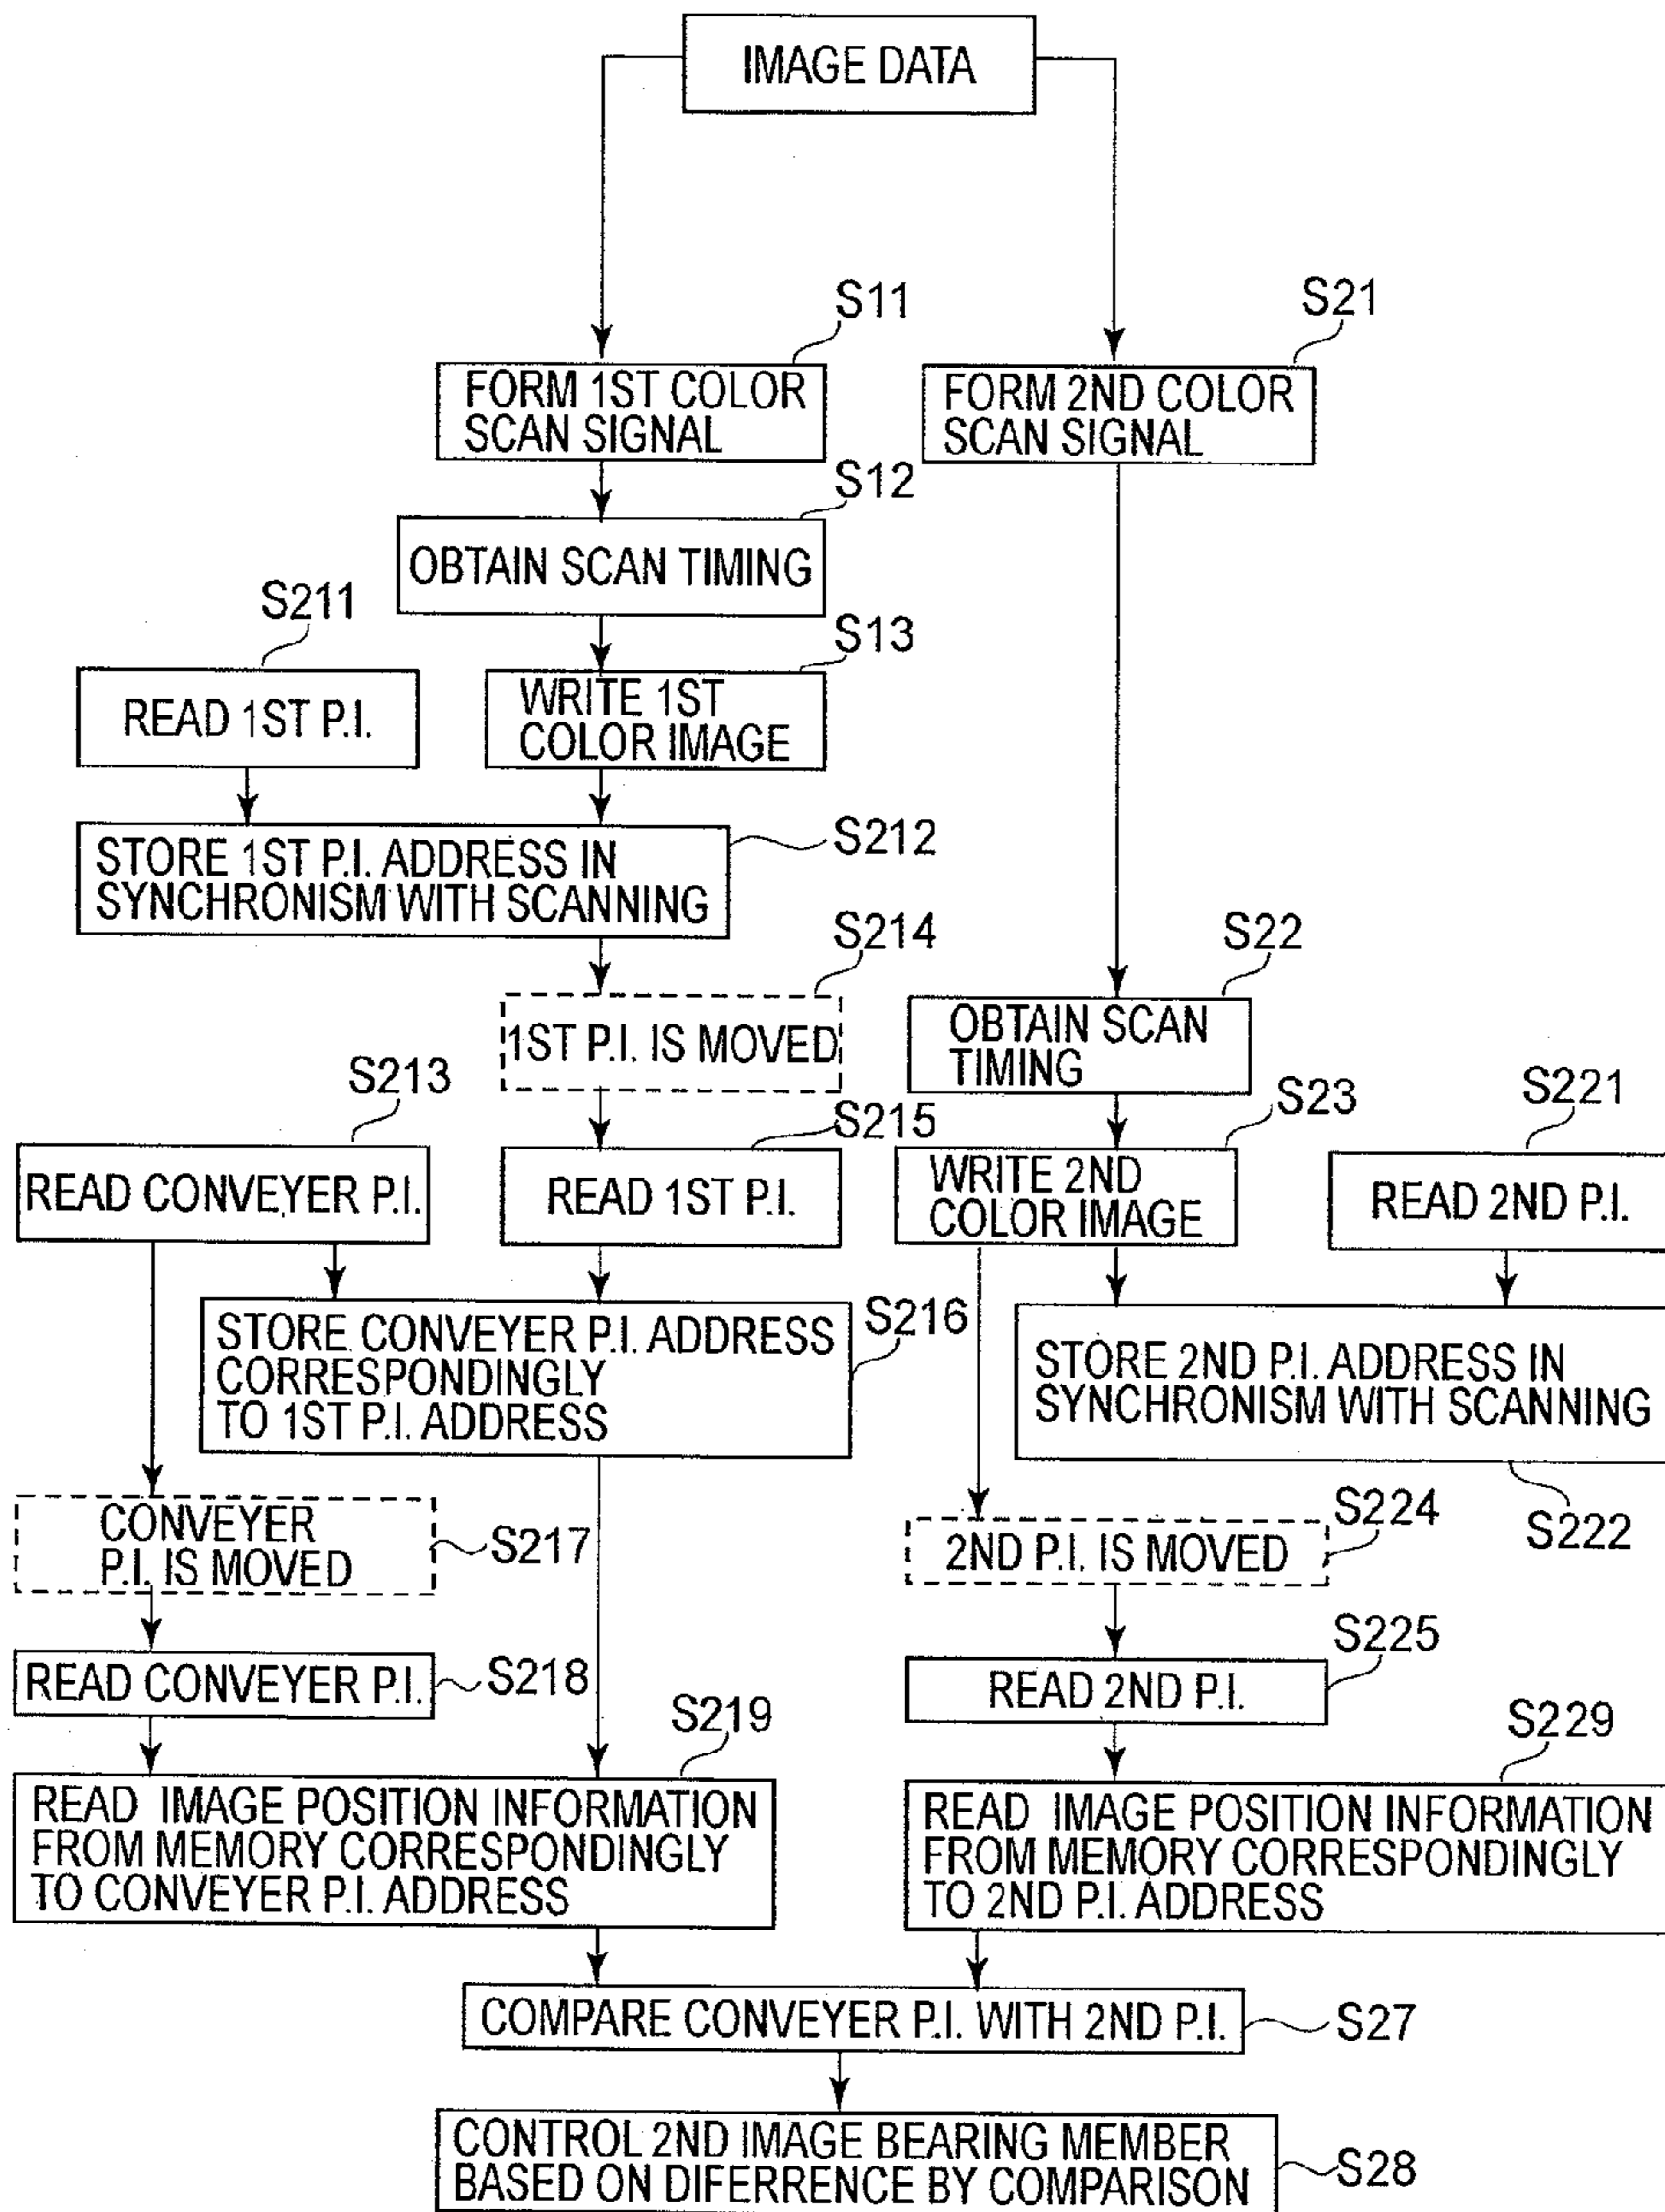 IMAGE DATA
S11
S21
FORM 1ST COLOR
SCAN SIGNAL
FORM 2ND COLOR
SCAN SIGNAL
S12
OBTAIN SCAN TIMING
S211
S13
READ 1ST P.I.
WRITE 1ST
COLOR IMAGE
S212
STORE 1ST P.I. ADDRESS IN
SYNCHRONISM WITH SCANNING
S214
S22
1ST P.I. IS MOVED
OBTAIN SCAN
TIMING
S213
S215
S23
S221
READ CONVEYER P.I.
READ 1ST P.I.
WRITE 2ND
COLOR IMAGE
READ 2ND P.I.
STORE CONVEYER P.I. ADDRESS
CORRESPONDINGLY
TO 1ST P.I. ADDRESS
S216
STORE 2ND P.I. ADDRESS IN
SYNCHRONISM WITH SCANNING
S222
CONVEYER
P.I. IS MOVED
S217
2ND P.I. IS MOVED
S224
READ CONVEYER P.I.
S218
READ 2ND P.I.
S225
S219
S229
READ IMAGE POSITION INFORMATION
FROM MEMORY CORRESPONDINGLY
TO CONVEYER P.I. ADDRESS
READ IMAGE POSITION INFORMATION
FROM MEMORY CORRESPONDINGLY
TO 2ND P.I. ADDRESS
COMPARE CONVEYER P.I. WITH 2ND P.I.
S27
CONTROL 2ND IMAGE BEARING MEMBER
BASED ON DIFERRENCE BY COMPARISON
S28